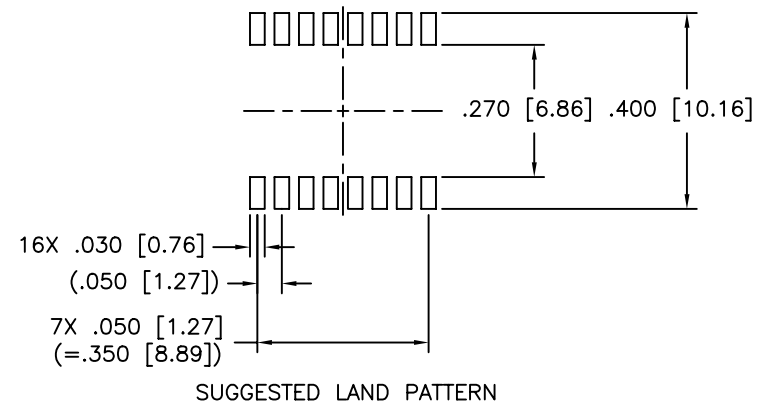 .270 [6.86] .400 [10.16]
16X .030 [0.76]
(.050 [1.27])
7X .050 [1.27]
(=.350 [8.89])
SUGGESTED LAND PATTERN